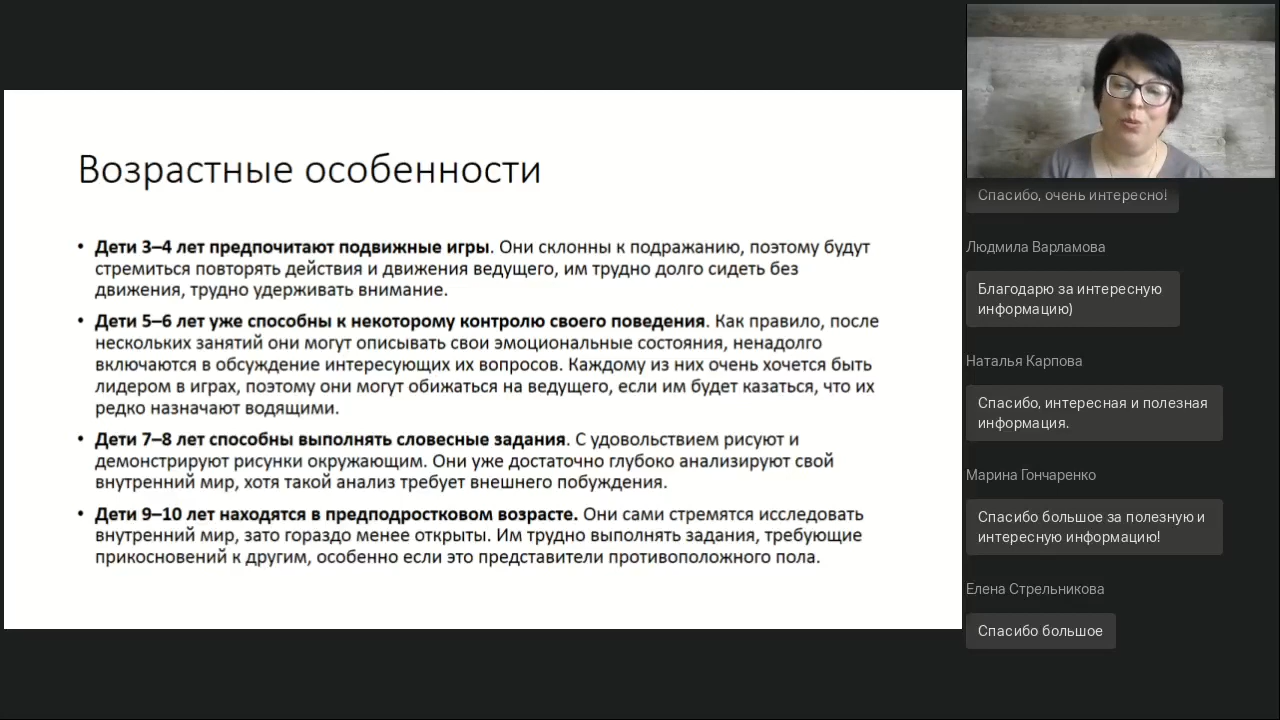 Возрастные особенности
• Дети 3–4 лет предпочитают подвижные игры. Они склонны к подражанию, поэтому будут
стремиться повторять действия и движения ведущего, им трудно долго сидеть без
движения, трудно удерживать внимание.
• Дети 5–6 лет уже способны к некоторому контролю своего поведения. Как правило, после
нескольких занятий они могут описывать свои эмоциональные состояния, ненадолго
включаются в обсуждение интересующих их вопросов. Каждому из них очень хочется быть
лидером в играх, поэтому они могут обижаться на ведущего, если им будет казаться, что их
редко назначают водящими.
• Дети 7–8 лет способны выполнять словесные задания. С удовольствием рисуют и
демонстрируют рисунки окружающим. Они уже достаточно глубоко анализируют свой
внутренний мир, хотя такой анализ требует внешнего побуждения.
• Дети 9–10 лет находятся в предподростковом возрасте. Они сами стремятся исследовать
внутренний мир, зато гораздо менее открыты. Им трудно выполнять задания, требующие
прикосновений к другим, особенно если это представители противоположного пола.
Спасибо, очень интересно!
Людмила Варламова
Благодарю за интересную
информацию)
Наталья Карпова
Спасибо, интересная и полезная
информация.
Марина Гончаренко
Спасибо большое за полезную и
интересную информацию!
Елена Стрельникова
Спасибо большое